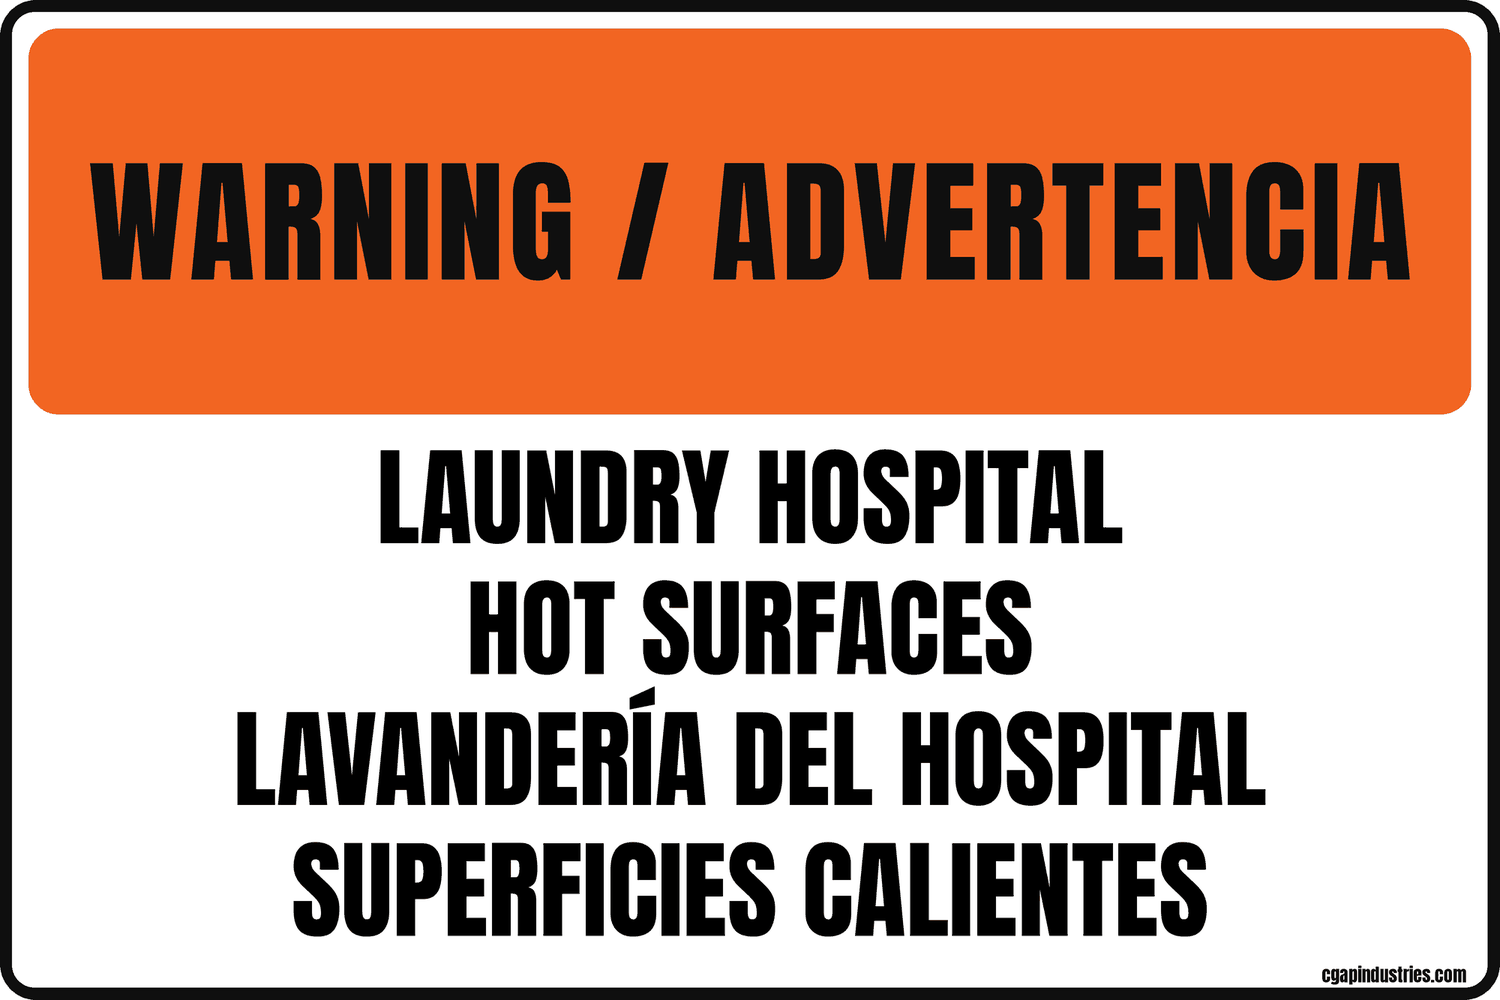 WARNING / ADVERTENCIA
LAUNDRY HOSPITAL
HOT SURFACES
LAVANDERÍA DEL HOSPITAL
SUPERFICIES CALIENTES
cgapindustries.com